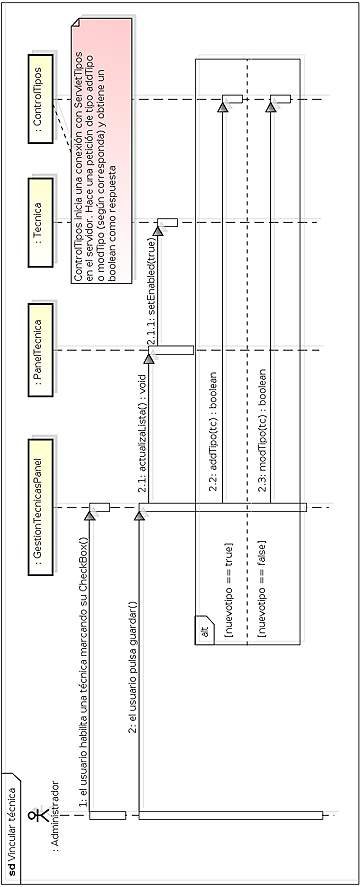 sd Vincular técnica
: Administrador
: GestionTecnicasPanel
: PanelTecnica
: Tecnica
: ControlTipos
ControlTipos inicia una conexión con ServletTipos
en el servidor. Hace una petición de tipo addTipo
o modTipo (según corresponda) y obtiene un
boolean como respuesta
1: el usuario habilita una técnica marcando su CheckBox()
2: el usuario pulsa guardar()
2.1: actualizaLista() : void
2.1.1: setEnabled(true)
alt
[nuevotipo == true]
2.2: addTipo(tc) : boolean
[nuevotipo == false]
2.3: modTipo(tc) : boolean